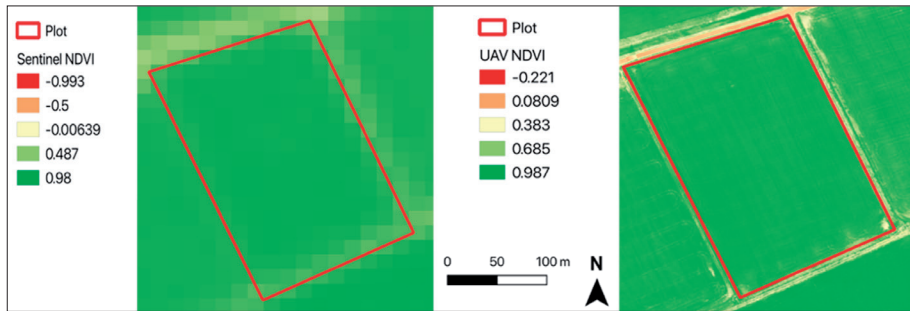 Plot
Sentinel NDVI
-0.993
-0.5
-0.00639
0.487
0.98
Plot
UAV NDVI
-0.221
0.0809
0.383
0.685
0.987
0 50 100 m
N